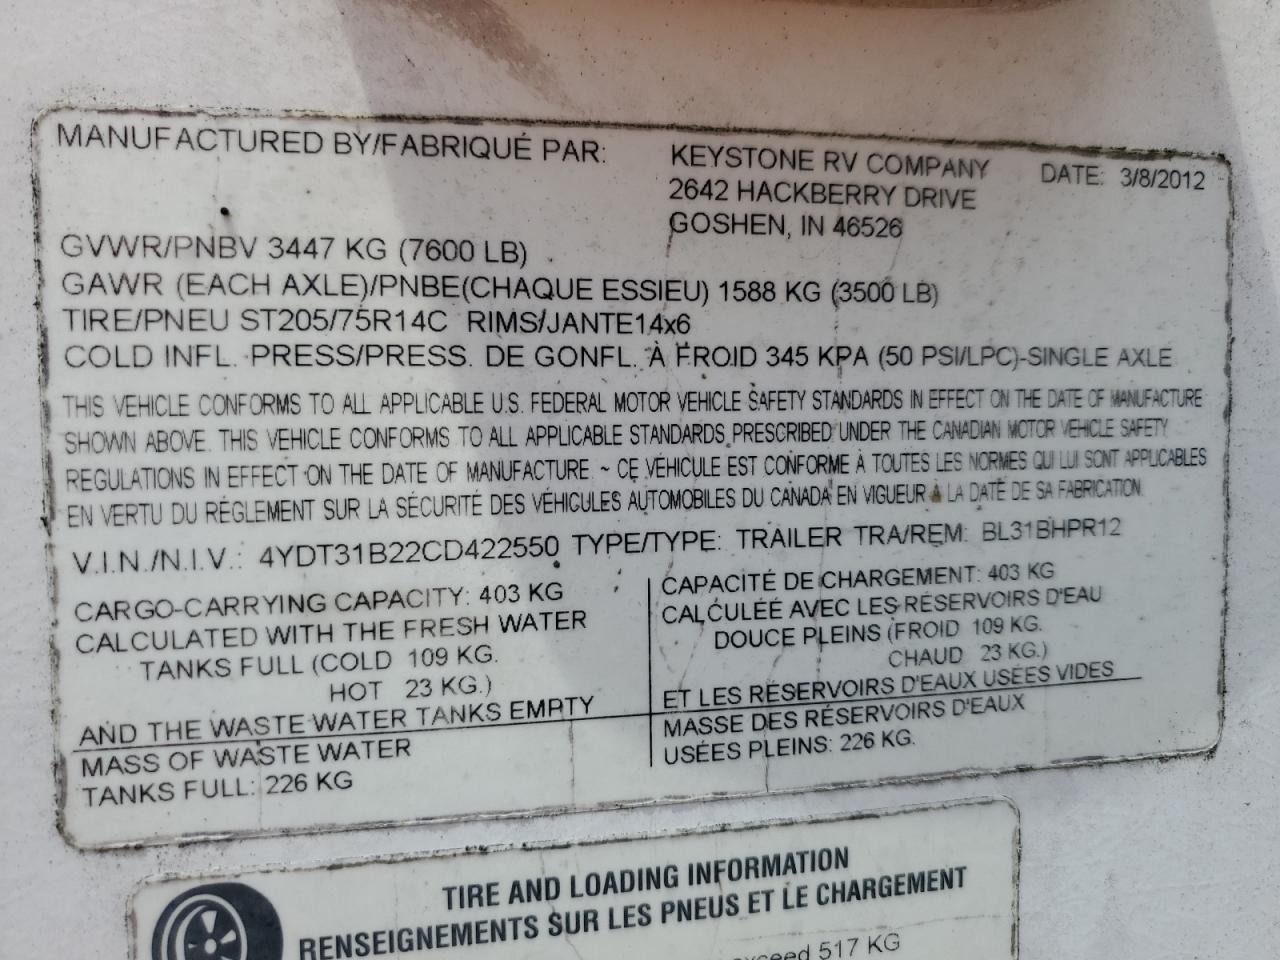 MANUFACTURED BY/FABRIQUÉ PAR: KEYSTONE RV COMPANY DATE: 3/8/2012
2642 HACKBERRY DRIVE
GOSHEN, IN 46526
GVWR/PNBV 3447 KG (7600 LB)
GAWR (EACH AXLE)/PNBE(CHAQUE ESSIEU) 1588 KG (3500 LB)
TIRE/PNEU ST205/75R14C RIMS/JANTE14x6
COLD INFL. PRESS/PRESS. DE GONFL. À FROID 345 KPA (50 PSI/LPC)-SINGLE AXLE
THIS VEHICLE CONFORMS TO ALL APPLICABLE U.S. FEDERAL MOTOR VEHICLE SAFETY STANDARDS IN EFFECT ON THE DATE OF MANUFACTURE
SHOWN ABOVE. THIS VEHICLE CONFORMS TO ALL APPLICABLE STANDARDS PRESCRIBED UNDER THE CANADIAN MOTOR VEHICLE SAFETY
REGULATIONS IN EFFECT ON THE DATE OF MANUFACTURE. ~ CE VÉHICULE EST CONFORME À TOUTES LES NORMES QUI LUI SONT APPLICABLES
EN VERTU DU RÉGLEMENT SUR LA SÉCURITÉ DES VÉHICULES AUTOMOBILES DU CANADA EN VIGUEUR À LA DATÉ DE SA FABRICATION.
V.I.N./N.I.V.: 4YDT31B22CD422550 TYPE/TYPE: TRAILER TRA/REM: BL31BHPR12
CARGO-CARRYING CAPACITY: 403 KG
CALCULATED WITH THE FRESH WATER
TANKS FULL (COLD 109 KG.
HOT 23 KG.)
AND THE WASTE WATER TANKS EMPTY
MASS OF WASTE WATER
TANKS FULL: 226 KG
CAPACITÉ DE CHARGEMENT: 403 KG
CALCULÉE AVEC LES RÉSERVOIRS D'EAU
DOUCE PLEINS (FROID 109 KG.
CHAUD 23 KG.)
ET LES RÉSERVOIRS D'EAUX USÉES VIDES
MASSE DES RÉSERVOIRS D'EAUX
USÉES PLEINS: 226 KG.
TIRE AND LOADING INFORMATION
RENSEIGNEMENTS SUR LES PNEUS ET LE CHARGEMENT
exceed 517 KG